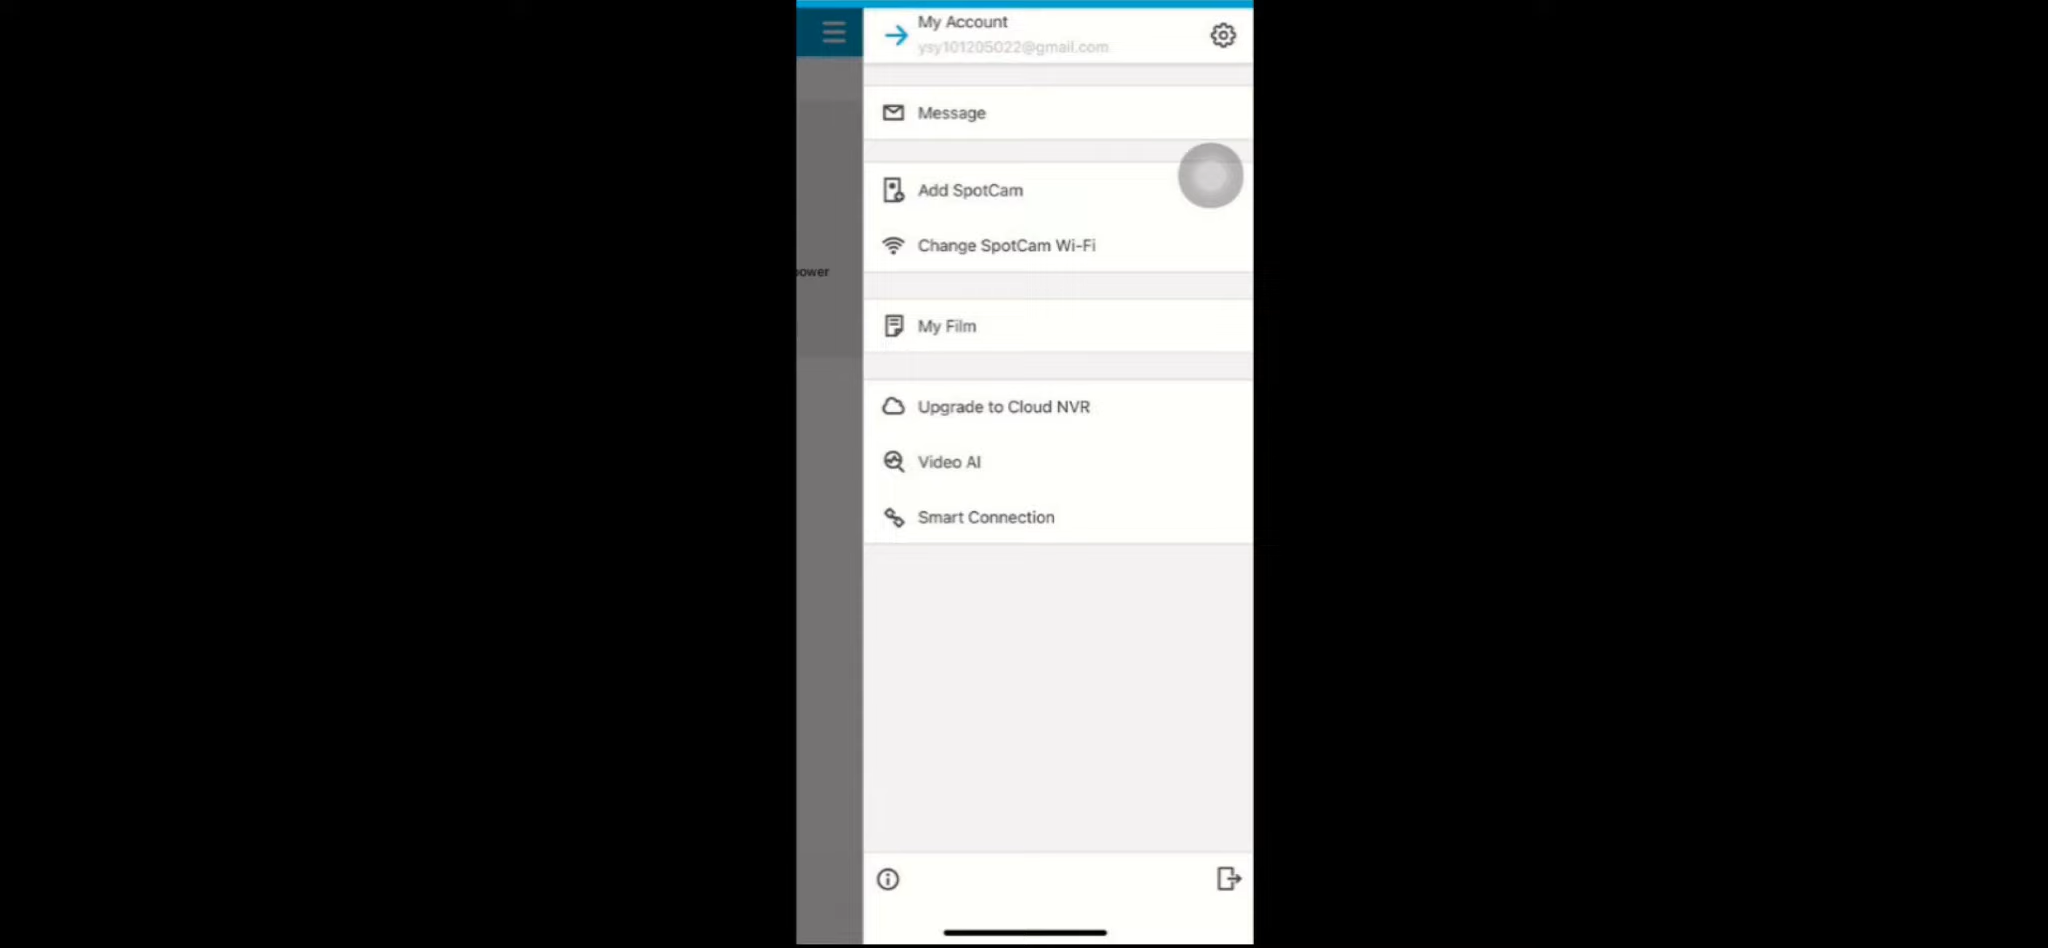 My Account
ysy101205022@gmail.com
Message
Add SpotCam
Change SpotCam Wi-Fi
power
My Film
Upgrade to Cloud NVR
Video AI
Smart Connection